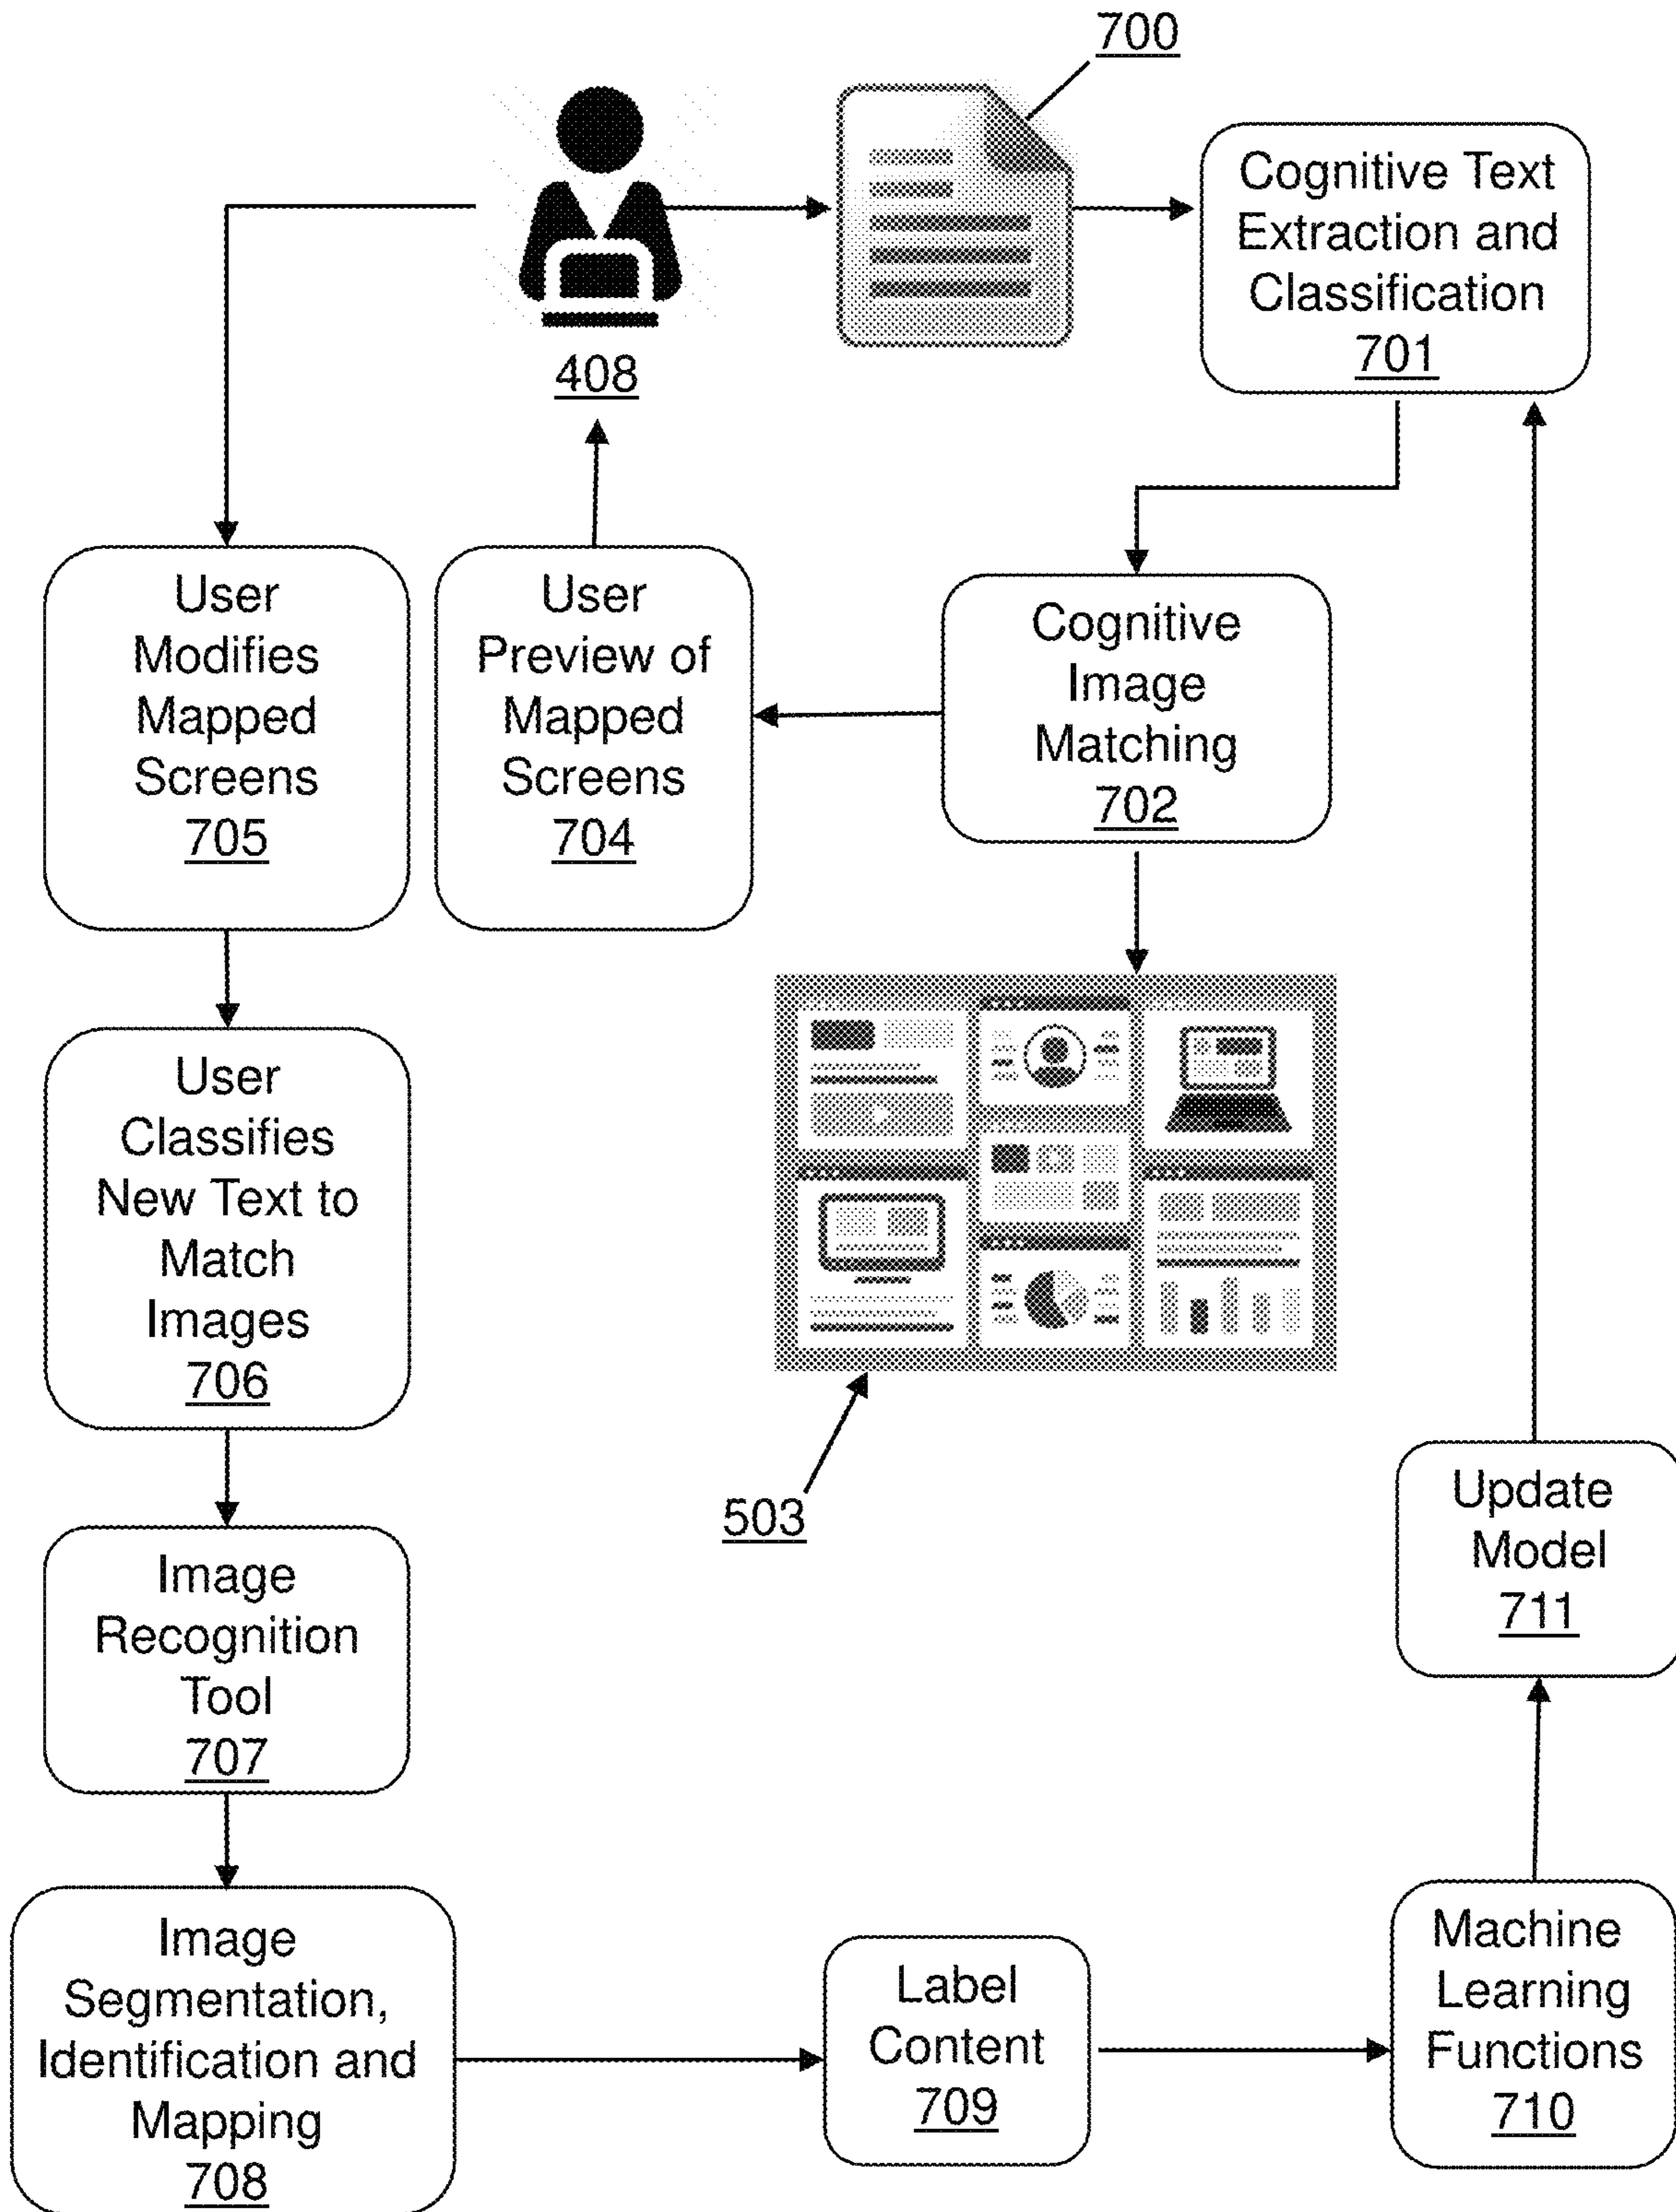 700
Cognitive Text
Extraction and
Classification
701
408
User
Modifies
Mapped
Screens
705
User
Preview of
Mapped
Screens
704
Cognitive
Image
Matching
702
User
Classifies
New Text to
Match
Images
706
503
Update
Model
711
Image
Recognition
Tool
707
Image
Segmentation,
Identification and
Mapping
708
Label
Content
709
Machine
Learning
Functions
710